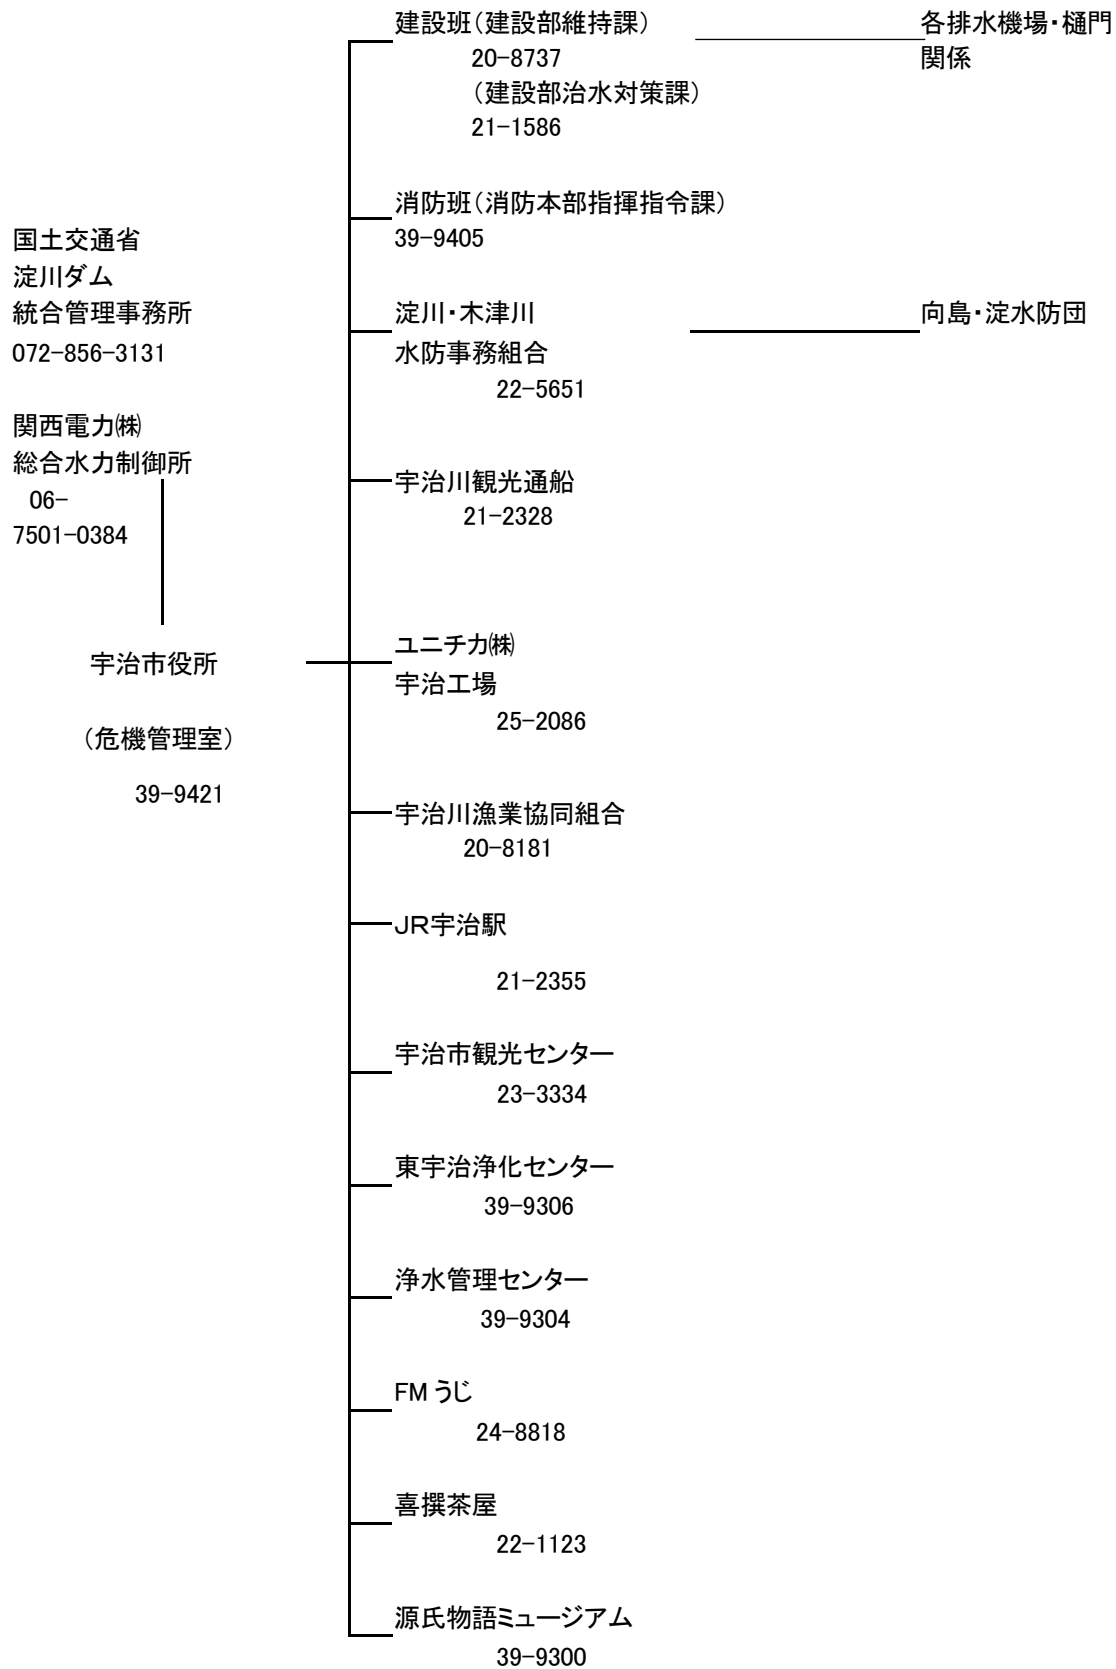 国土交通省
淀川ダム
統合管理事務所
072-856-3131
関西電力㈱
総合水力制御所
06-
7501-0384
宇治市役所
（危機管理室）
39-9421
建設班（建設部維持課）
20-8737
（建設部治水対策課）
21-1586
各排水機場・樋門
関係
消防班（消防本部指揮指令課）
39-9405
淀川・木津川
水防事務組合
22-5651
向島・淀水防団
宇治川観光通船
21-2328
ユニチカ㈱
宇治工場
25-2086
宇治川漁業協同組合
20-8181
ＪＲ宇治駅
21-2355
宇治市観光センター
23-3334
東宇治浄化センター
39-9306
浄水管理センター
39-9304
FM うじ
24-8818
喜撰茶屋
22-1123
源氏物語ミュージアム
39-9300